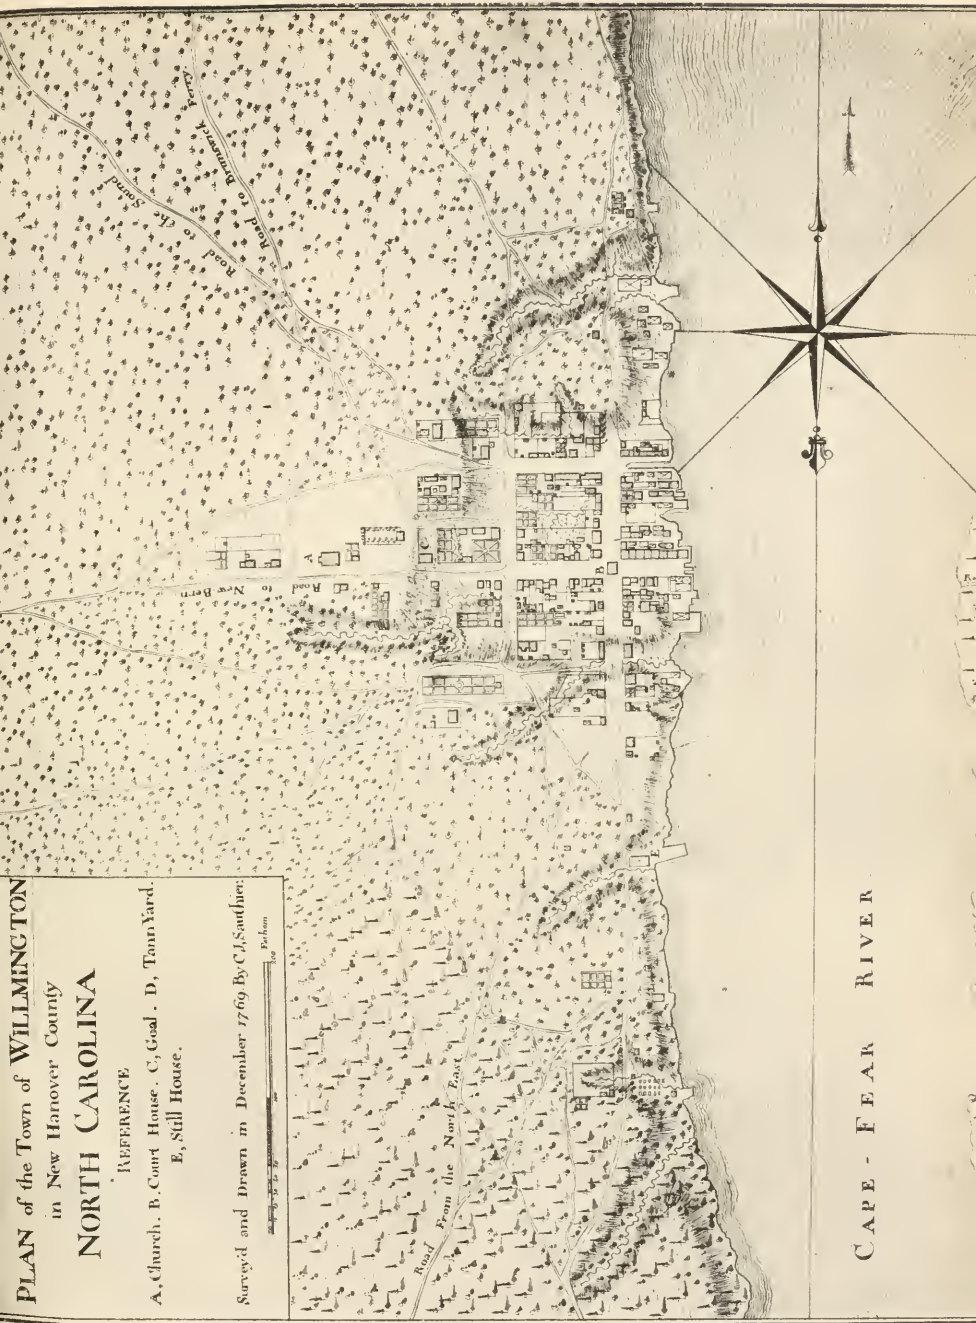 PLAN of the Town of WILLMINGTON
in New Hanover County
NORTH CAROLINA
REFERENCE
A, Church. B. Court House. C, Goal. D, Tann Yard.
E, Still House.
Survey'd and Drown in December 1769. By C,J, Sauthier.
200 Fathom
Road to the Sound
Road to Brunswick Ferry
Road to New Bern
Road From the North East
A
B
C
E
CAPE-FEAR RIVER